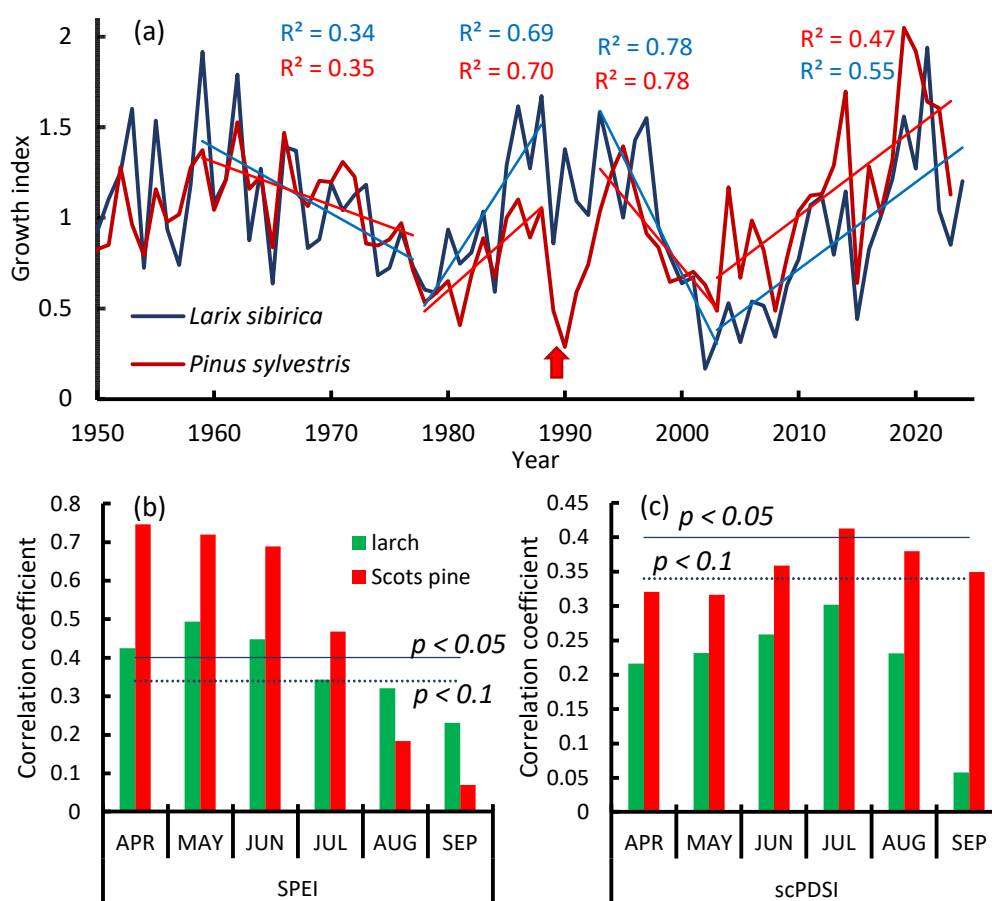 (a)
R² = 0.34
R² = 0.35
R² = 0.69
R² = 0.70
R² = 0.78
R² = 0.78
R² = 0.47
R² = 0.55
Growth index
2
1.5
1
0.5
0
Larix sibirica
Pinus sylvestris
1950 1960 1970 1980 1990 2000 2010 2020
Year
(b)
Correlation coefficient
0.8
0.7
0.6
0.5
0.4
0.3
0.2
0.1
0
larch
Scots pine
p < 0.05
p < 0.1
APR MAY JUN JUL AUG SEP
SPEI
(c)
Correlation coefficient
0.45
0.4
0.35
0.3
0.25
0.2
0.15
0.1
0.05
0
p < 0.05
p < 0.1
APR MAY JUN JUL AUG SEP
scPDSI